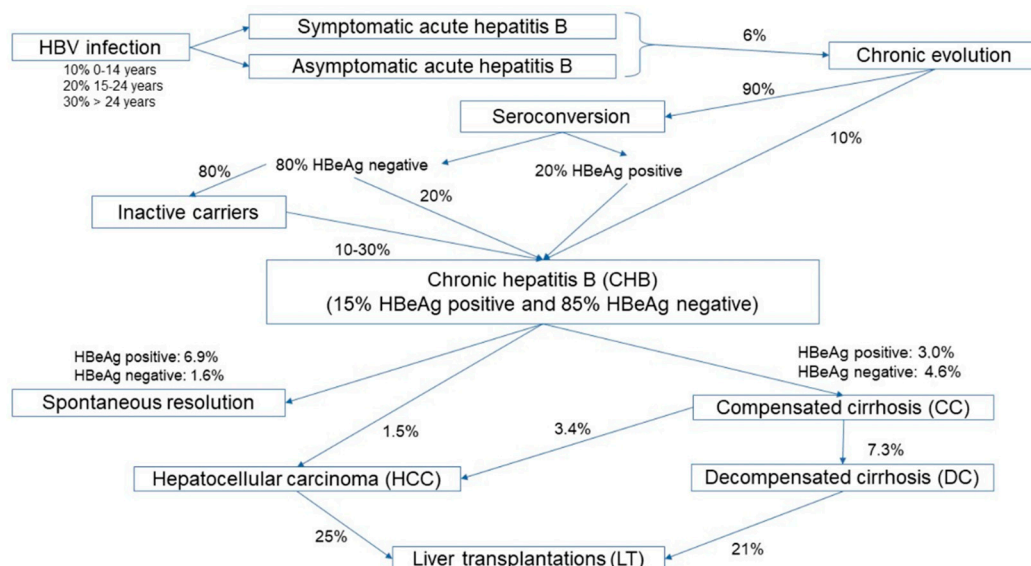 Symptomatic acute hepatitis B
HBV infection
6%
Chronic evolution
Asymptomatic acute hepatitis B
10% 0-14 years
20% 15-24 years
30% > 24 years
90%
Seroconversion
10%
80%
80% HBeAg negative
20% HBeAg positive
20%
Inactive carriers
10-30%
Chronic hepatitis B (CHB)
(15% HBeAg positive and 85% HBeAg negative)
HBeAg positive: 6.9%
HBeAg negative: 1.6%
HBeAg positive: 3.0%
HBeAg negative: 4.6%
Spontaneous resolution
Compensated cirrhosis (CC)
1.5%
3.4%
7.3%
Hepatocellular carcinoma (HCC)
Decompensated cirrhosis (DC)
25%
21%
Liver transplantations (LT)